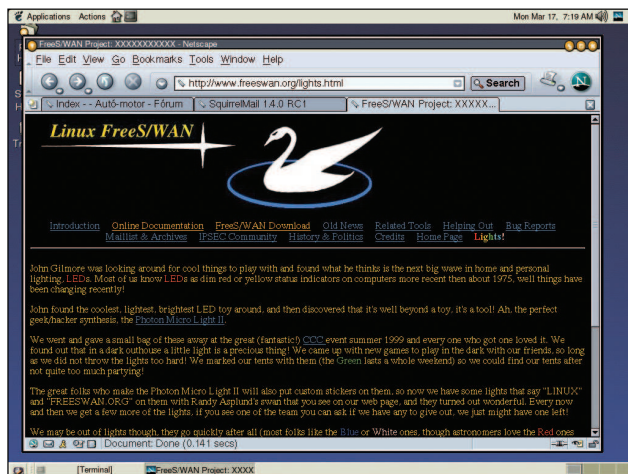 Applications Actions Mon Mar 17, 7:19 AM
FreeS/WAN Project: XXXXXXXXXXX - Netscape
File Edit View Go Bookmarks Tools Window Help
http://www.freeswan.org/lights.html Search N
Index - - Autó-motor - Fórum SquirrelMail 1.4.0 RC1 FreeS/WAN Project: XXXXX...
Linux FreeS/WAN
Introduction Online Documentation FreeS/WAN Download Old News Related Tools Helping Out Bug Reports
Maillist & Archives IPSEC Community History & Politics Credits Home Page Lights!
John Gilmore was looking around for cool things to play with and found what he thinks is the next big wave in home and personal
lighting, LEDs. Most of us know LEDs as dim red or yellow status indicators on computers more recent then about 1975, well things have
been changing recently!
John found the coolest, lightest, brightest LED toy around, and then discovered that it's well beyond a toy, it's a tool! Ah, the perfect
geek/hacker synthesis, the Photon Micro Light II.
We went and gave a small bag of these away at the great (fantastic!) CCC event summer 1999 and every one who got one loved it. We
found out that in a dark outhouse a little light is a precious thing! We came up with new games to play in the dark with our friends, so long
as we did not throw the lights too hard! We marked our tents with them (the Green lasts a whole weekend) so we could find our tents after
not quite too much partying!
The great folks who make the Photon Micro Light II will also put custom stickers on them, so now we have some lights that say "LINUX"
and "FREESWAN.ORG" on them with Randy Asplund's swan that you see on our web page, and they turned out wonderful. Every now
and then we get a few more of the lights, if you see one of the team you can ask if we have any to give out, we just might have one left!
We may be out of lights though, they go quickly after all (most folks like the Blue or White ones, though astronomers love the Red ones
Document: Done (0.141 secs)
[Terminal] FreeS/WAN Project: XXXX